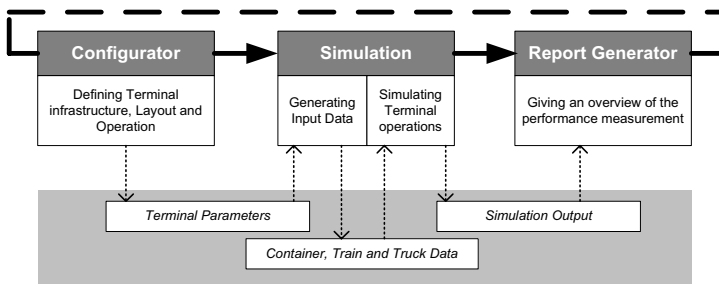 Configurator
Defining Terminal
infrastructure, Layout and
Operation
Simulation
Generating
Input Data
Simulating
Terminal
operations
Report Generator
Giving an overview of the
performance measurement
Terminal Parameters
Simulation Output
Container, Train and Truck Data